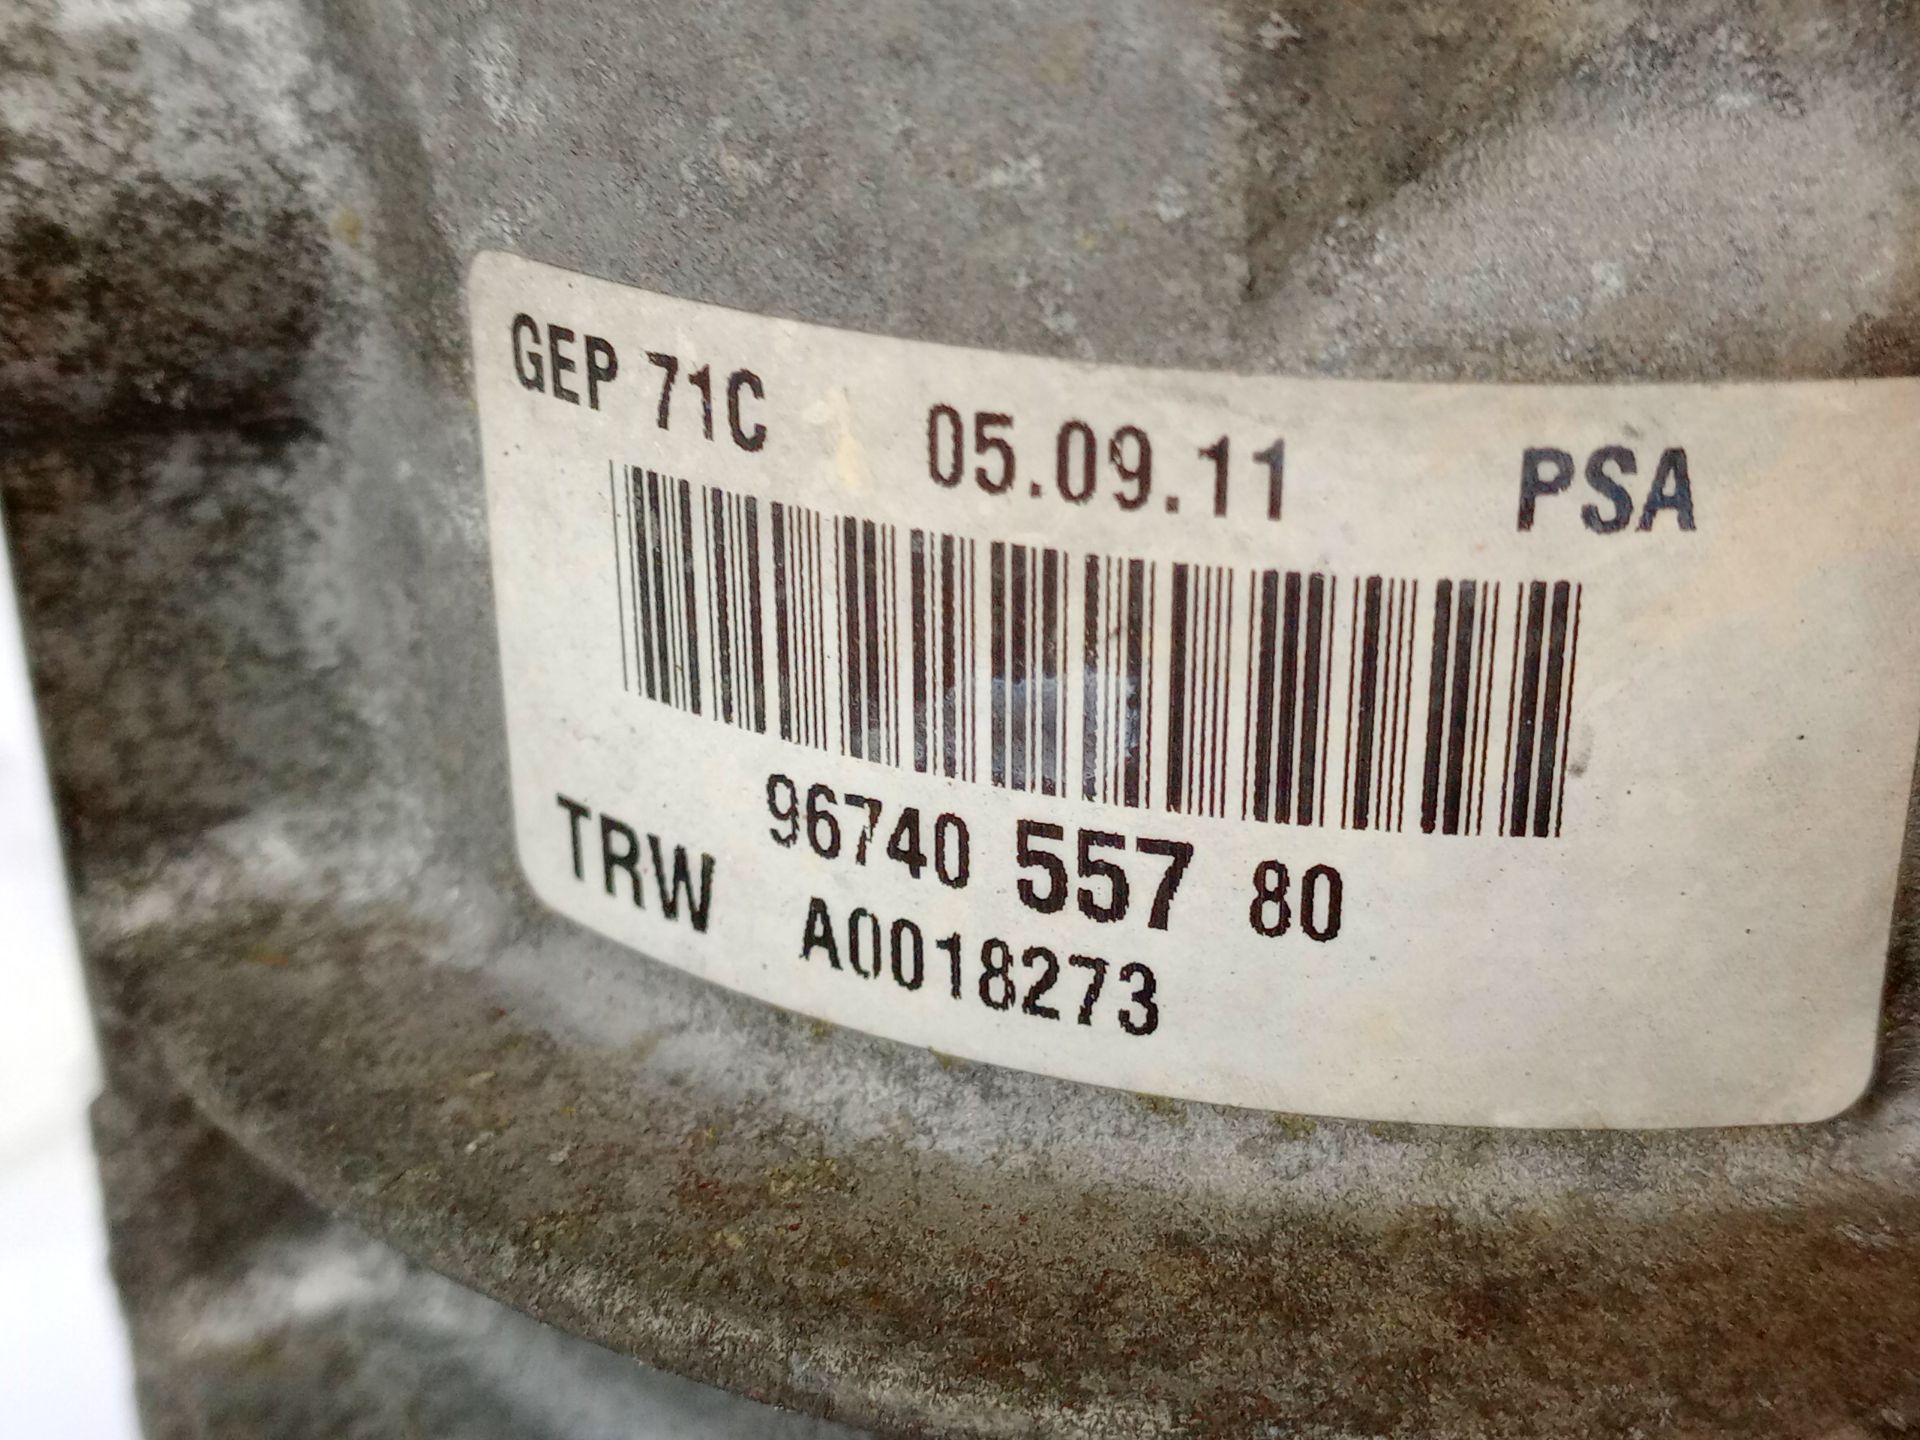 GEP 71C 05.09.11 PSA
96740 557 80
TRW A0018273